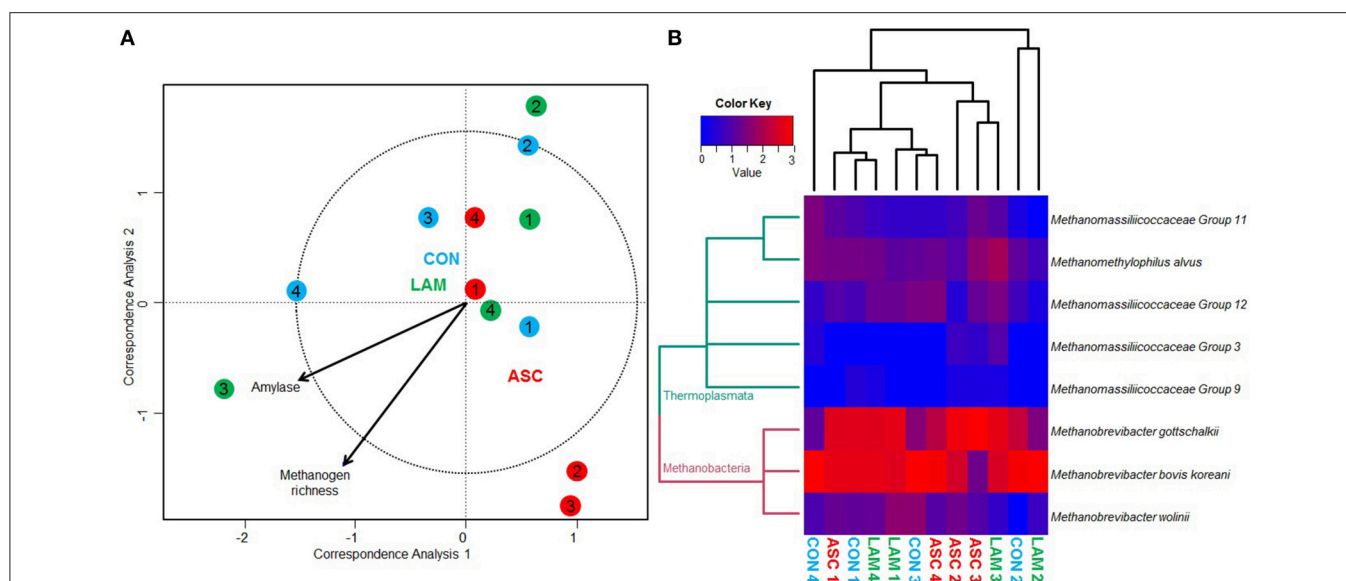 A
Correspondence Analysis 2
1
0
-1
2
2
3
4
1
CON
LAM
4
1
4
1
ASC
3
Amylase
Methanogen
richness
2
3
-2
-1
0
1
Correspondence Analysis 1
B
Color Key
0 1 2 3
Value
Thermoplasmata
Methanobacteria
Methanomassiliicoccaceae Group 11
Methanomethylophilus alvus
Methanomassiliicoccaceae Group 12
Methanomassiliicoccaceae Group 3
Methanomassiliicoccaceae Group 9
Methanobrevibacter gottschalkii
Methanobrevibacter bovis koreani
Methanobrevibacter wolinii
CON 4
ASC 1
CON 1
LAM 4
LAM 1
CON 3
ASC 4
ASC 2
ASC 3
LAM 3
CON 2
LAM 2